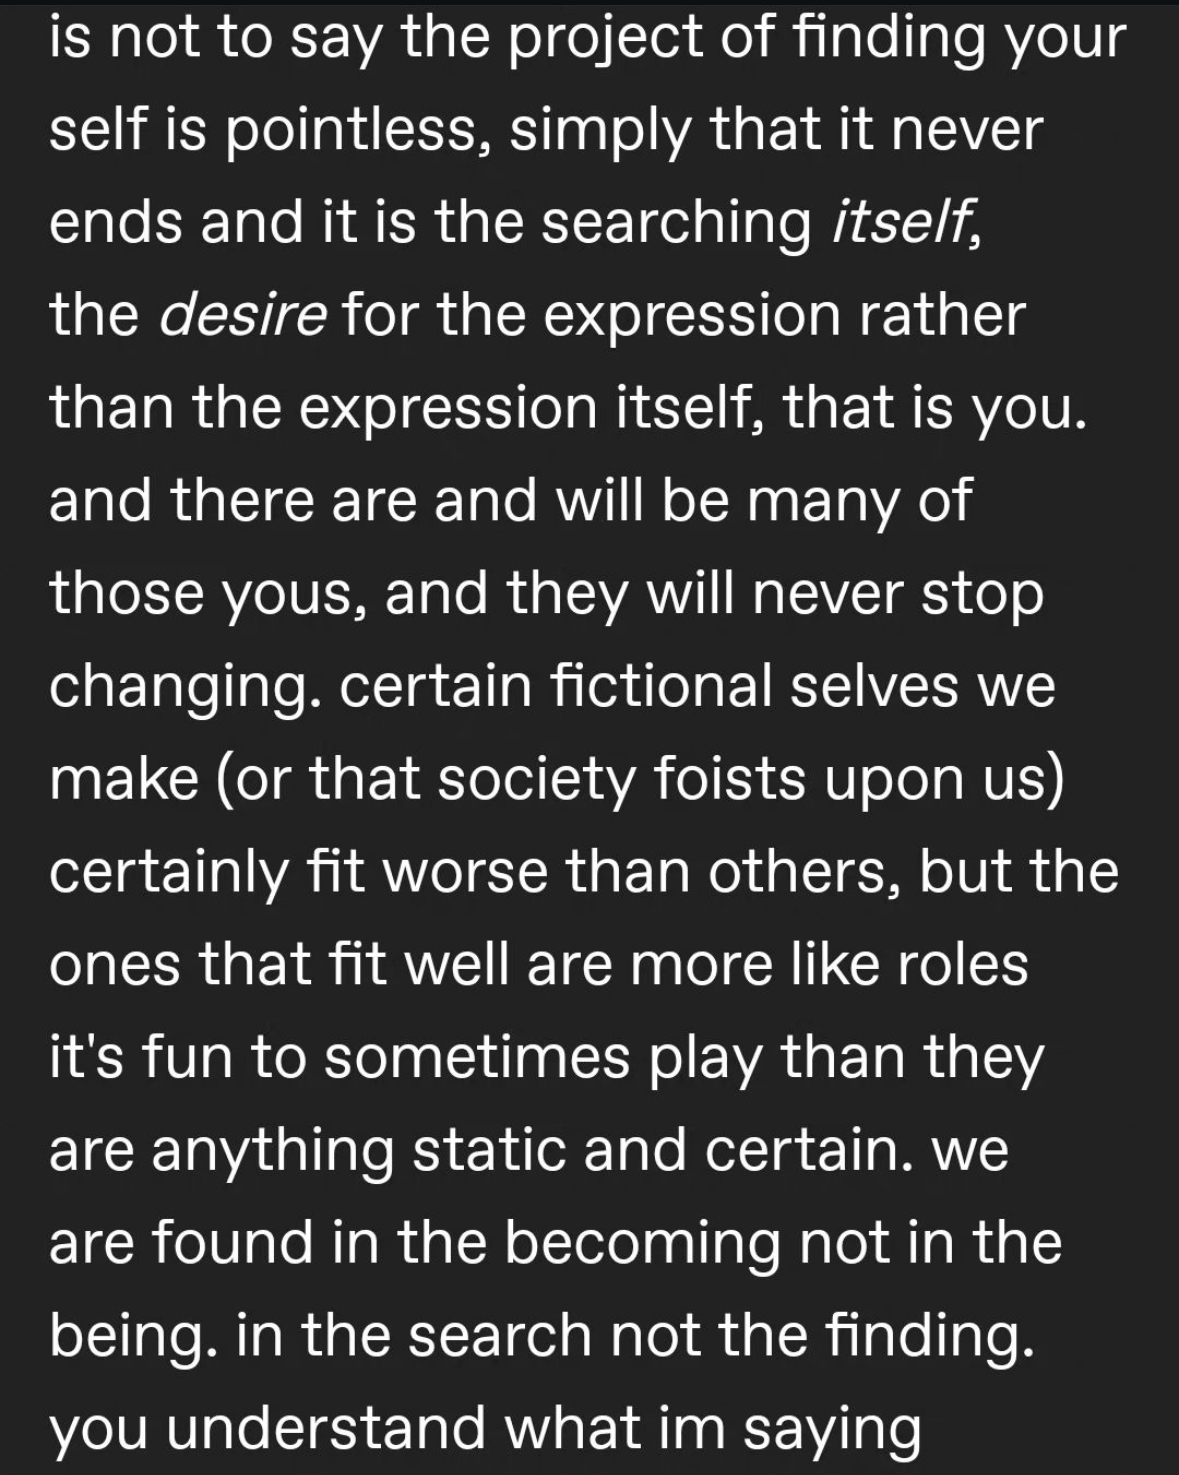 is not to say the project of finding your
self is pointless, simply that it never
ends and it is the searching itself,
the desire for the expression rather
than the expression itself, that is you.
and there are and will be many of
those yous, and they will never stop
changing. certain fictional selves we
make (or that society foists upon us)
certainly fit worse than others, but the
ones that fit well are more like roles
it's fun to sometimes play than they
are anything static and certain. we
are found in the becoming not in the
being. in the search not the finding.
you understand what im saying